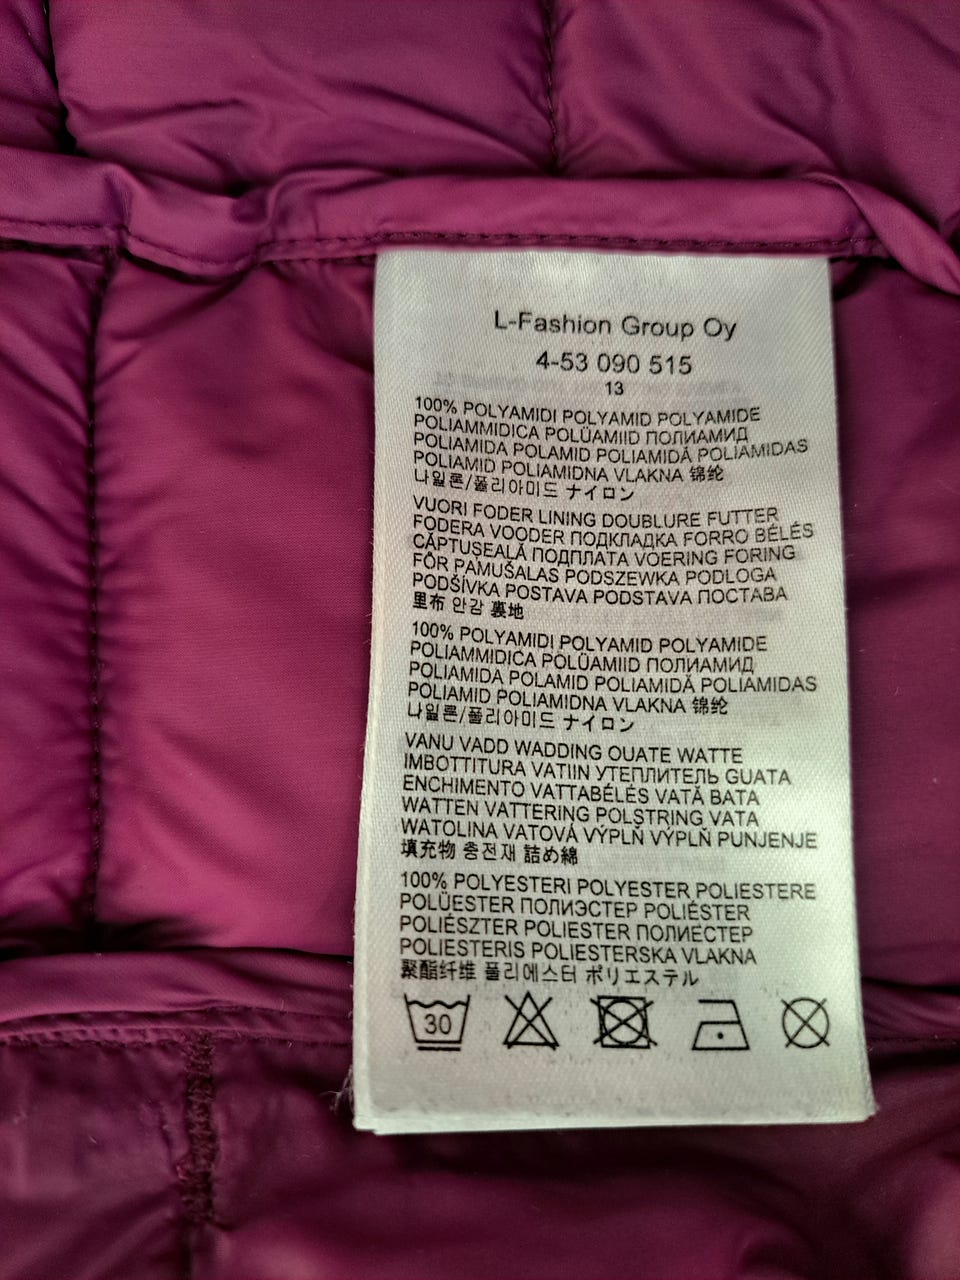 L-Fashion Group Oy
4-53 090 515
13
100% POLYAMIDI POLYAMID POLYAMIDE
POLIAMMIDICA POLÜAMIID ПОЛИАМИД
POLIAMIDA POLAMID POLIAMIDĂ POLIAMIDAS
POLIAMID POLIAMIDNA VLAKNA 锦纶
나일론/폴리아미드 ナイロン
VUORI FODER LINING DOUBLURE FUTTER
FODERA VOODER ПОДКЛАДКА FORRO BÉLÉS
CĂPTUȘEALĂ ПОДПЛАТА VOERING FORING
FÔR PAMUŠALAS PODSZEWKA PODLOGA
PODŠÍVKA POSTAVA PODSTAVA ПОСТАВА
里布 안감 裏地
100% POLYAMIDI POLYAMID POLYAMIDE
POLIAMMIDICA POLÜAMIID ПОЛИАМИД
POLIAMIDA POLAMID POLIAMIDĂ POLIAMIDAS
POLIAMID POLIAMIDNA VLAKNA 锦纶
나일론/폴리아미드 ナイロン
VANU VADD WADDING OUATE WATTE
IMBOTTITURA VATIIN УТЕПЛИТЕЛЬ GUATA
ENCHIMENTO VATTABÉLÉS VATĂ BATA
WATTEN VATTERING POLSTRING VATA
WATOLINA VATOVÁ VÝPLŇ VÝPLŇ PUNJENJE
填充物 충전재 詰め綿
100% POLYESTERI POLYESTER POLIESTERE
POLÜESTER ПОЛИЭСТЕР POLIÉSTER
POLIÉSZTER POLIESTER ПОЛИЕСТЕР
POLIESTERIS POLIESTERSKA VLAKNA
聚酯纤维 폴리에스터 ポリエステル
30